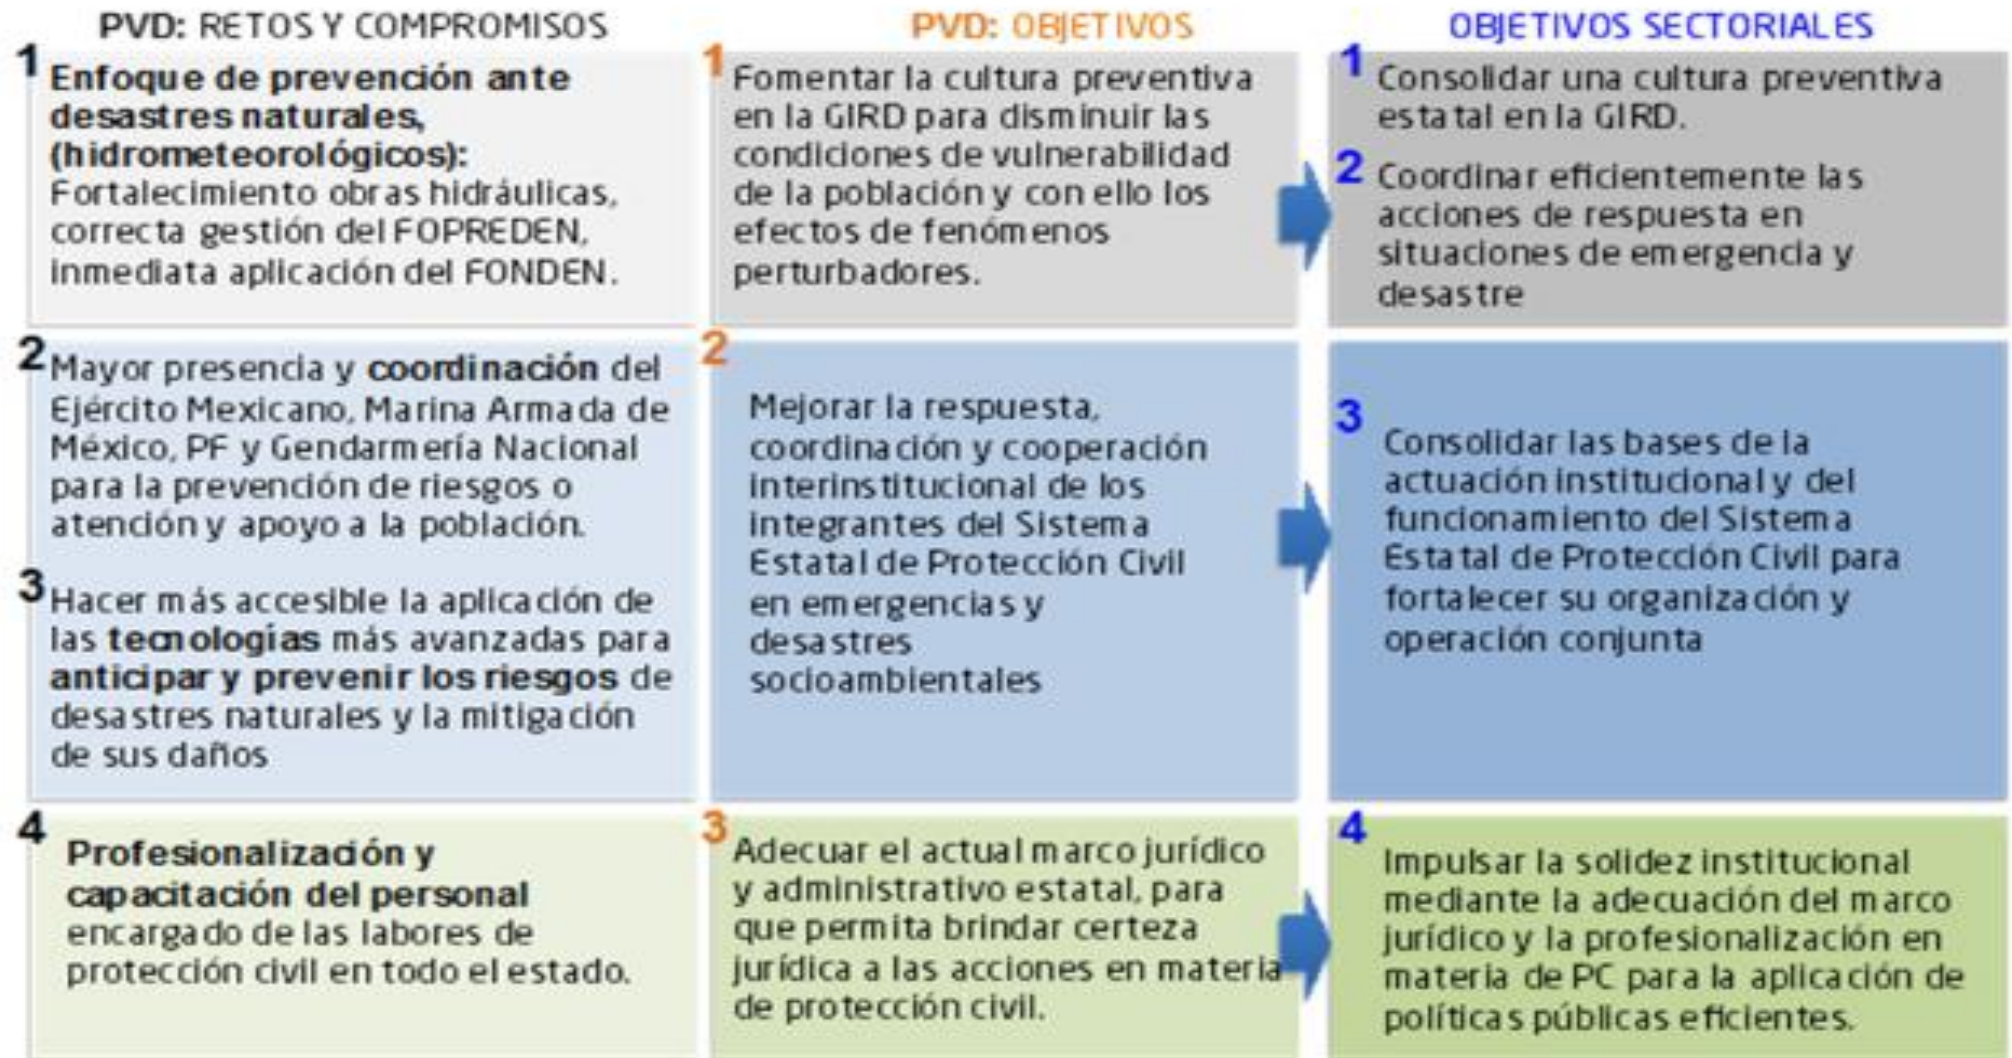 PVD: RETOS Y COMPROMISOS
1
Enfoque de prevención ante
desastres naturales,
(hidrometeorológicos):
Fortalecimiento obras hidráulicas,
correcta gestión del FOPREDEN,
inmediata aplicación del FONDEN.
2
Mayor presencia y coordinación del
Ejército Mexicano, Marina Armada de
México, PF y Gendarmería Nacional
para la prevención de riesgos o
atención y apoyo a la población.
3
Hacer más accesible la aplicación de
las tecnologías más avanzadas para
anticipar y prevenir los riesgos de
desastres naturales y la mitigación
de sus daños
4
Profesionalización y
capacitación del personal
encargado de las labores de
protección civil en todo el estado.
PVD: OBJETIVOS
1
Fomentar la cultura preventiva
en la GIRD para disminuir las
condiciones de vulnerabilidad
de la población y con ello los
efectos de fenómenos
perturbadores.
2
Mejorar la respuesta,
coordinación y cooperación
interinstitucional de los
integrantes del Sistema
Estatal de Protección Civil
en emergencias y
desastres
socioambientales
3
Adecuar el actual marco jurídico
y administrativo estatal, para
que permita brindar certeza
jurídica a las acciones en materia
de protección civil.
OBJETIVOS SECTORIALES
1
Consolidar una cultura preventiva
estatal en la GIRD.
2
Coordinar eficientemente las
acciones de respuesta en
situaciones de emergencia y
desastre
3
Consolidar las bases de la
actuación institucional y del
funcionamiento del Sistema
Estatal de Protección Civil para
fortalecer su organización y
operación conjunta
4
Impulsar la solidez institucional
mediante la adecuación del marco
jurídico y la profesionalización en
materia de PC para la aplicación de
políticas públicas eficientes.